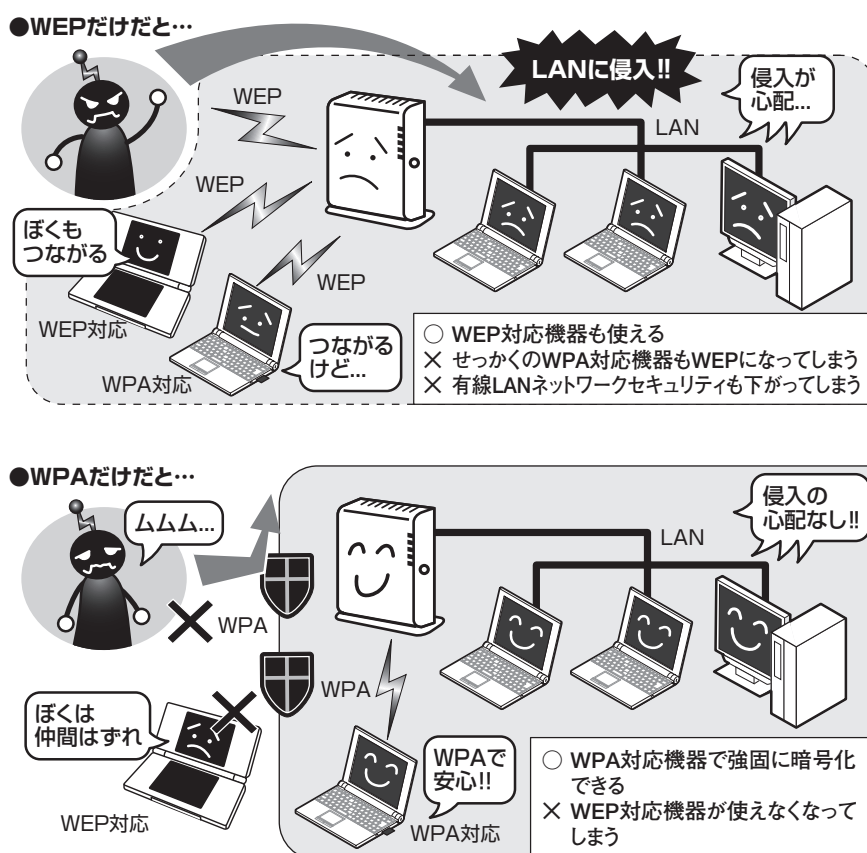 ●WEPだけだと…
LANに侵入!!
侵入が
心配...
WEP
LAN
WEP
ぼくも
つながる
WEP
WEP対応
つながる
けど...
WPA対応
○ WEP対応機器も使える
× せっかくのWPA対応機器もWEPになってしまう
× 有線LANネットワークセキュリティも下がってしまう
●WPAだけだと…
ムムム...
侵入の
心配なし!!
LAN
WPA
WPA
ぼくは
仲間はずれ
WEP対応
WPAで
安心!!
WPA対応
○ WPA対応機器で強固に暗号化
できる
× WEP対応機器が使えなくなって
しまう